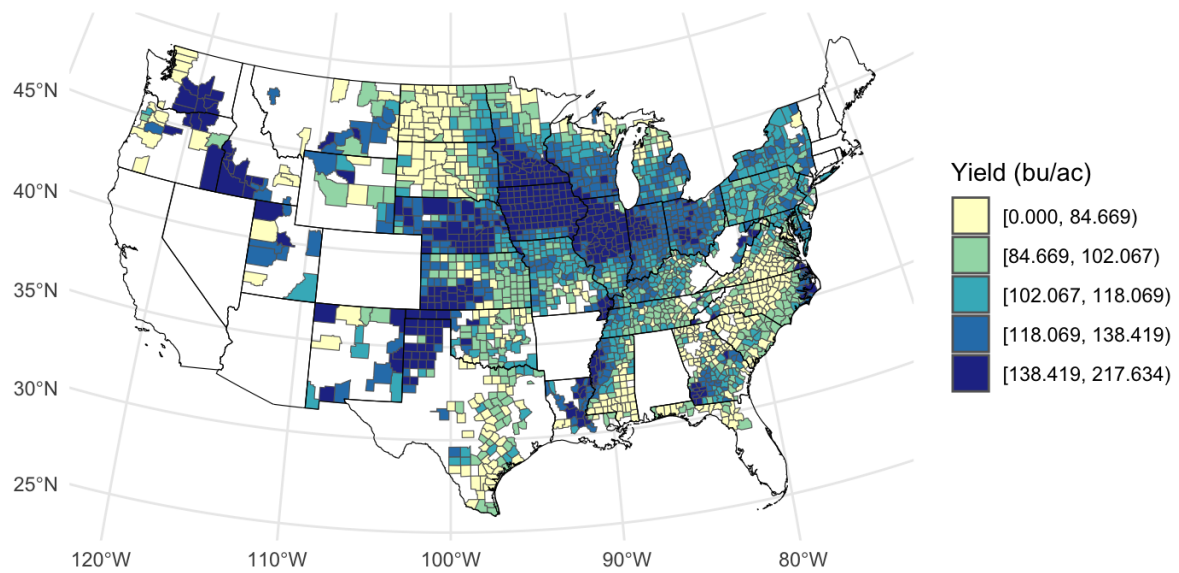 45°N
40°N
35°N
30°N
25°N
120°W
110°W
100°W
90°W
80°W
Yield (bu/ac)
[0.000, 84.669)
[84.669, 102.067)
[102.067, 118.069)
[118.069, 138.419)
[138.419, 217.634)